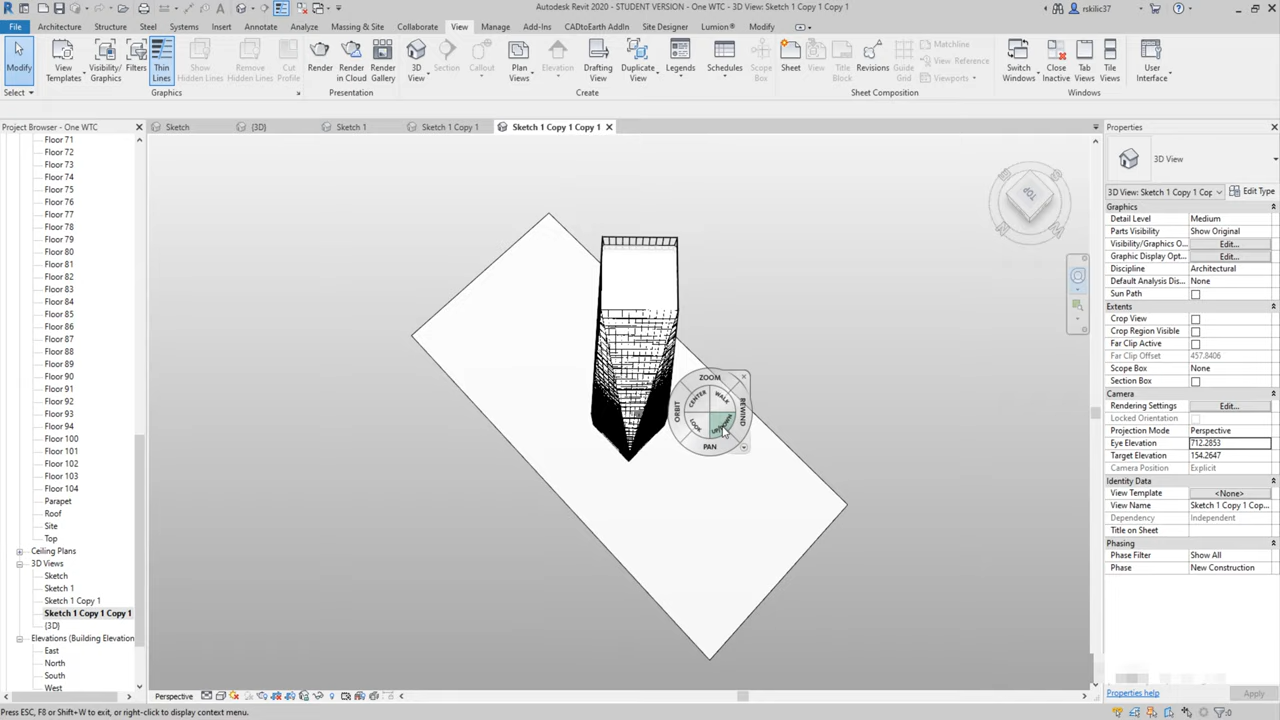 Autodesk Revit 2020 - STUDENT VERSION - One WTC - 3D View: Sketch 1 Copy 1 Copy 1
rskilic37
File Architecture Structure Steel Systems Insert Annotate Analyze Massing & Site Collaborate View Manage Add-Ins CADtoEarth AddIn Site Designer Lumion® Modify
Modify
View Templates
Visibility/ Graphics
Filters
Thin Lines
Show Hidden Lines
Remove Hidden Lines
Cut Profile
Render
Render in Cloud
Render Gallery
3D View
Section
Callout
Plan Views
Elevation
Drafting View
Duplicate View
Legends
Schedules
Scope Box
Sheet
View
Title Block
Revisions
Guide Grid
Matchline
View Reference
Viewports
Switch Windows
Close Inactive
Tab Views
Tile Views
User Interface
Select Graphics Presentation Create Sheet Composition Windows
Project Browser - One WTC
Sketch {3D} Sketch 1 Sketch 1 Copy 1 Sketch 1 Copy 1 Copy 1
Floor 71
Floor 72
Floor 73
Floor 74
Floor 75
Floor 76
Floor 77
Floor 78
Floor 79
Floor 80
Floor 81
Floor 82
Floor 83
Floor 84
Floor 85
Floor 86
Floor 87
Floor 88
Floor 89
Floor 90
Floor 91
Floor 92
Floor 93
Floor 94
Floor 100
Floor 101
Floor 102
Floor 103
Floor 104
Parapet
Roof
Site
Top
Ceiling Plans
3D Views
Sketch
Sketch 1
Sketch 1 Copy 1
Sketch 1 Copy 1 Copy 1
{3D}
Elevations (Building Elevation
East
North
South
West
TOP
ZOOM
CENTER
WALK
ORBIT
REWIND
LOOK
UP/DOWN
PAN
Properties
3D View
3D View: Sketch 1 Copy 1 Cop Edit Type
Graphics
Detail Level Medium
Parts Visibility Show Original
Visibility/Graphics O... Edit...
Graphic Display Opt... Edit...
Discipline Architectural
Default Analysis Dis... None
Sun Path
Extents
Crop View
Crop Region Visible
Far Clip Active
Far Clip Offset 457.8406
Scope Box None
Section Box
Camera
Rendering Settings Edit...
Locked Orientation
Projection Mode Perspective
Eye Elevation 712.2853
Target Elevation 154.2647
Camera Position Explicit
Identity Data
View Template <None>
View Name Sketch 1 Copy 1 Cop...
Dependency Independent
Title on Sheet
Phasing
Phase Filter Show All
Phase New Construction
Properties help Apply
Perspective
Press ESC, F8 or Shift+W to exit, or right-click to display context menu.
:0